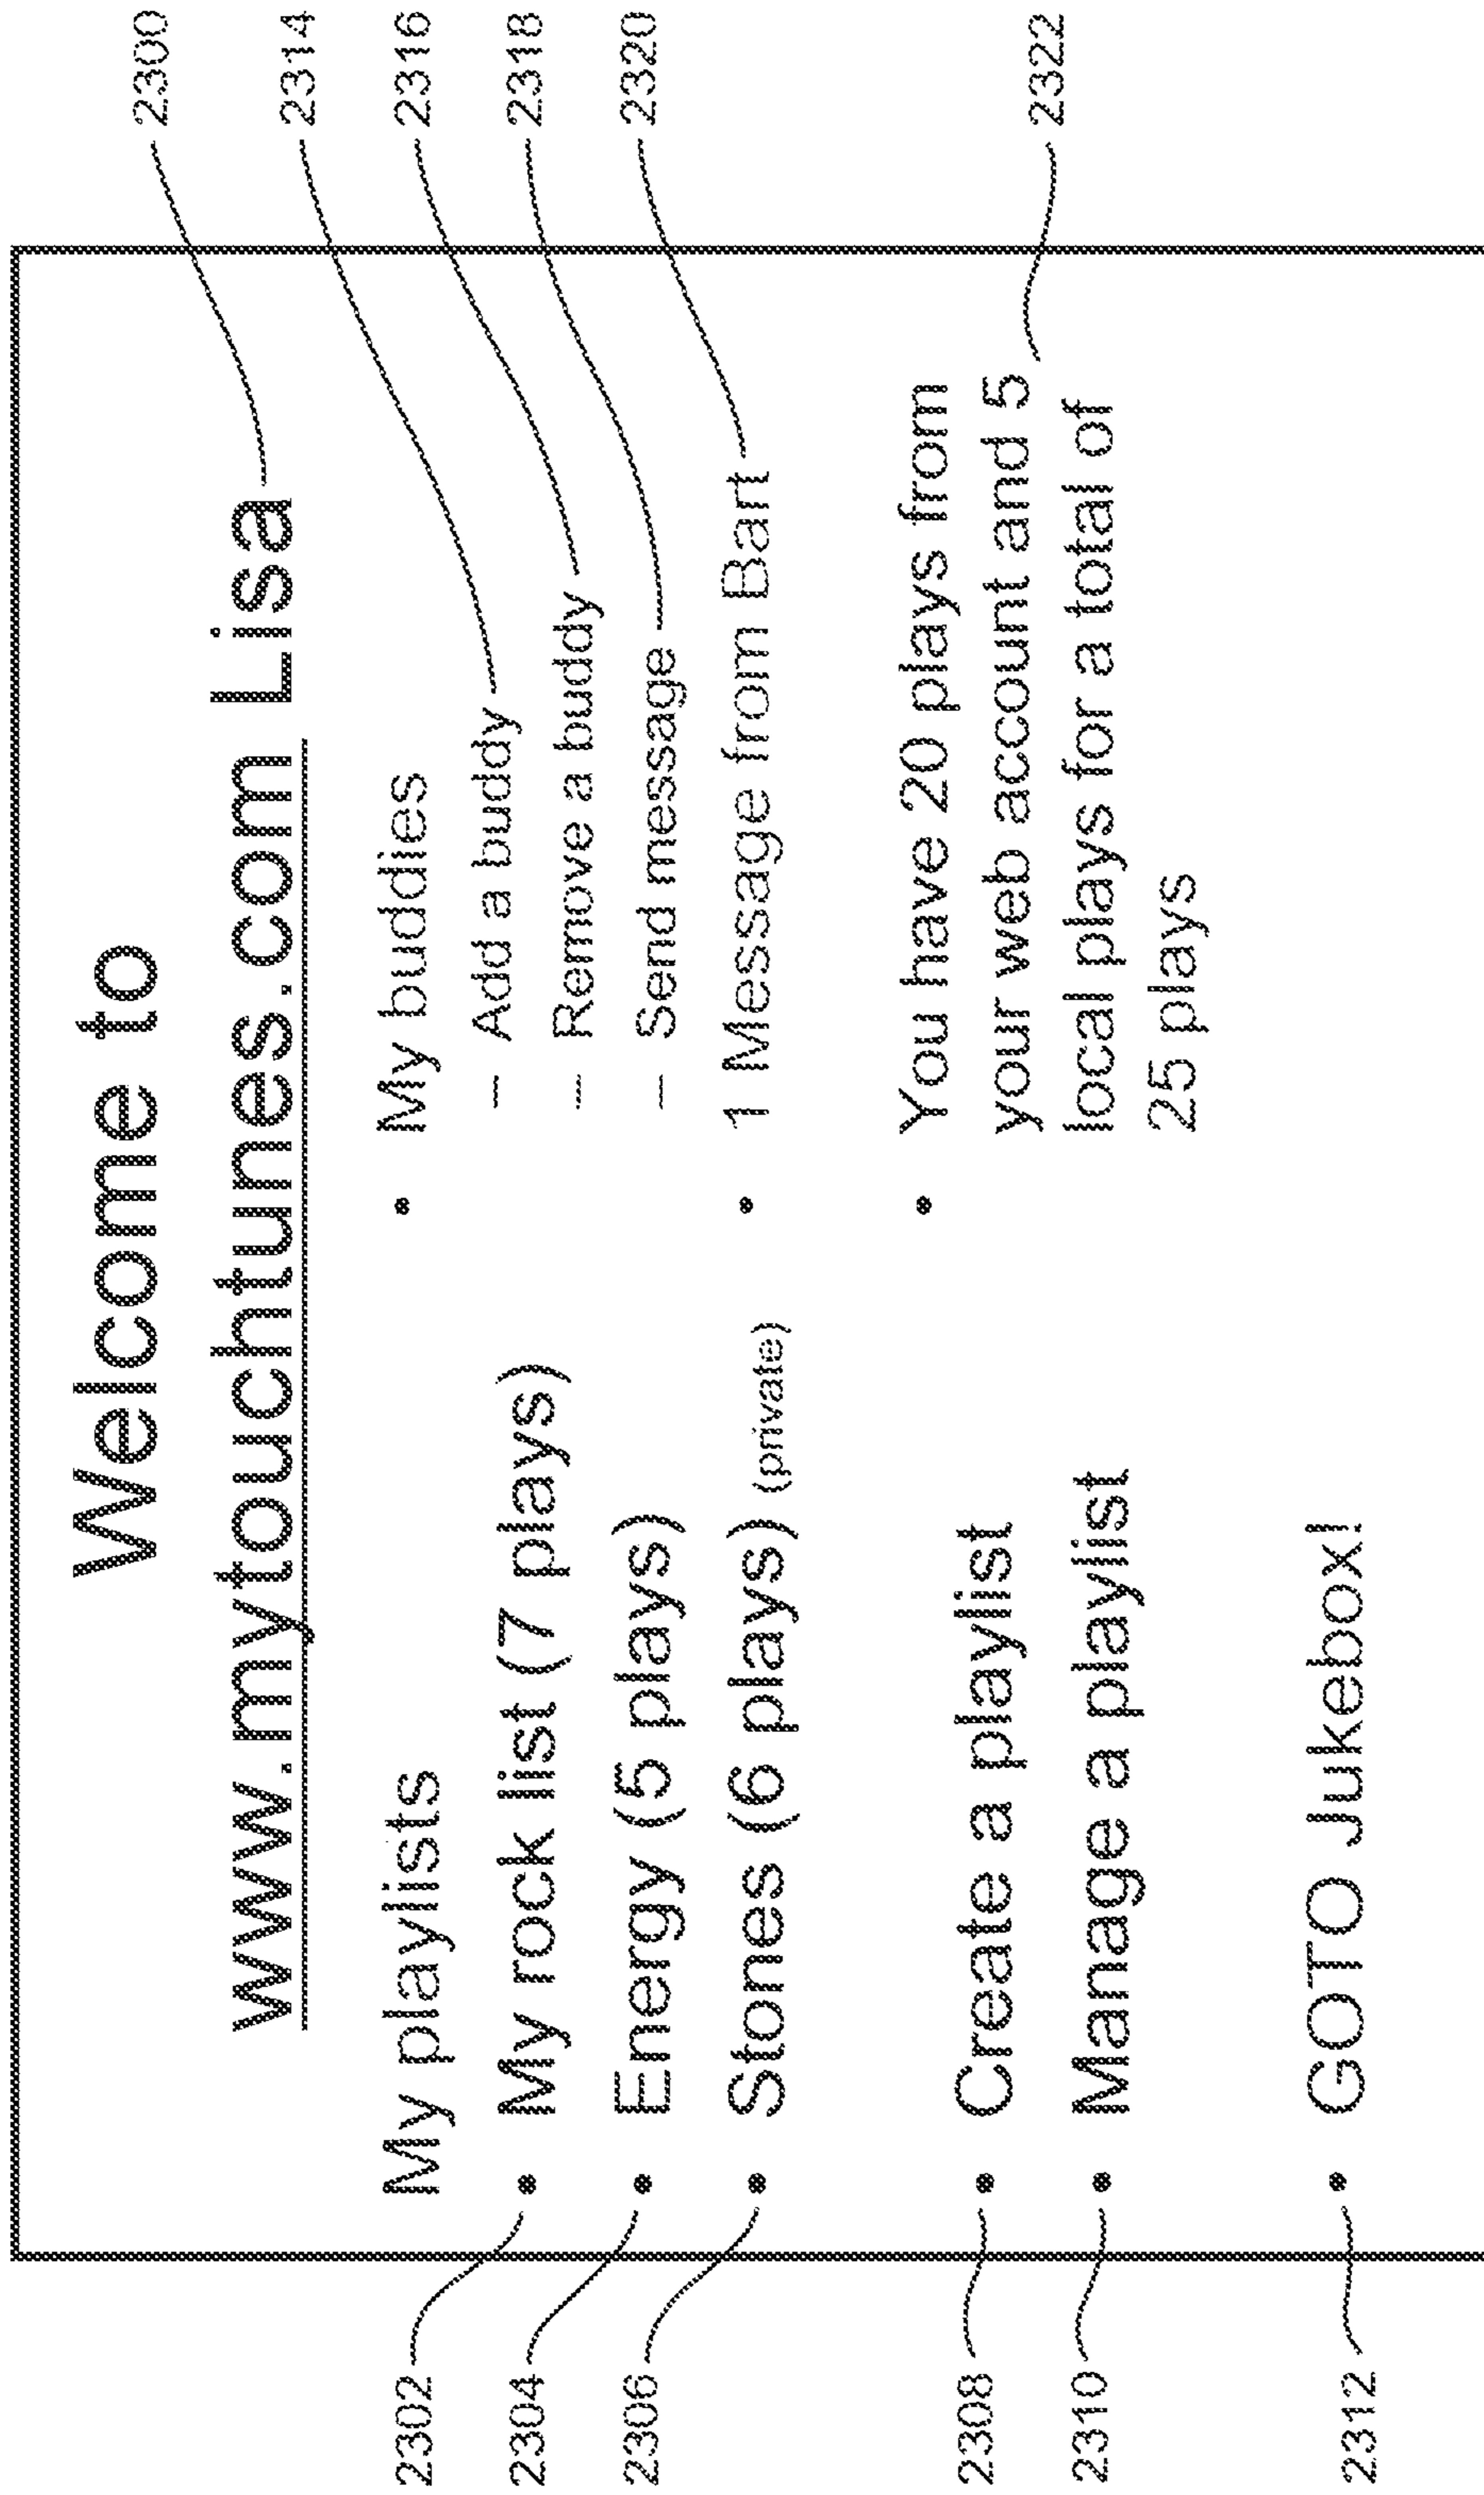 Welcome to
www.mytouchtunes.com Lisa
2300
My playlists
2302
My rock list (7 plays)
2304
Energy (5 plays)
2306
Stones (6 plays) (private)
2308
Create a playlist
2310
Manage a playlist
2312
GOTO Jukebox!
• My buddies
– Add a buddy
2314
– Remove a buddy
2316
– Send message
2318
• 1 Message from Bart
2320
• You have 20 plays from
your web account and 5
local plays for a total of
25 plays
2322